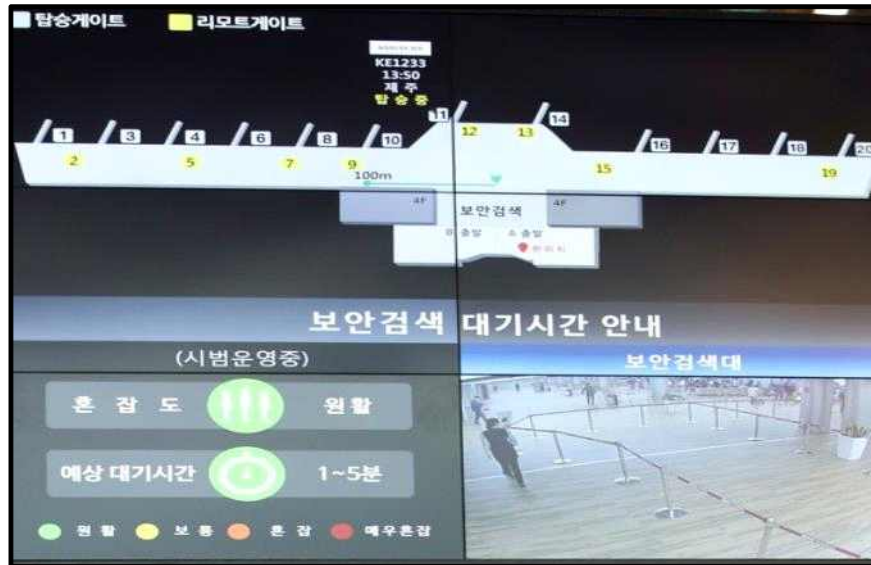 탑승게이트 리모트게이트
KE1233
13:50
제주
탑승중
1 3 4 6 8 10 11 12 13 14 16 17 18 20
2 5 7 9 15 19
100m
4F 보안검색 4F
출발 출발
보안검색 대기시간 안내
(시범운영중) 보안검색대
혼잡도 원활
예상 대기시간 1~5분
원활 보통 혼잡 매우혼잡